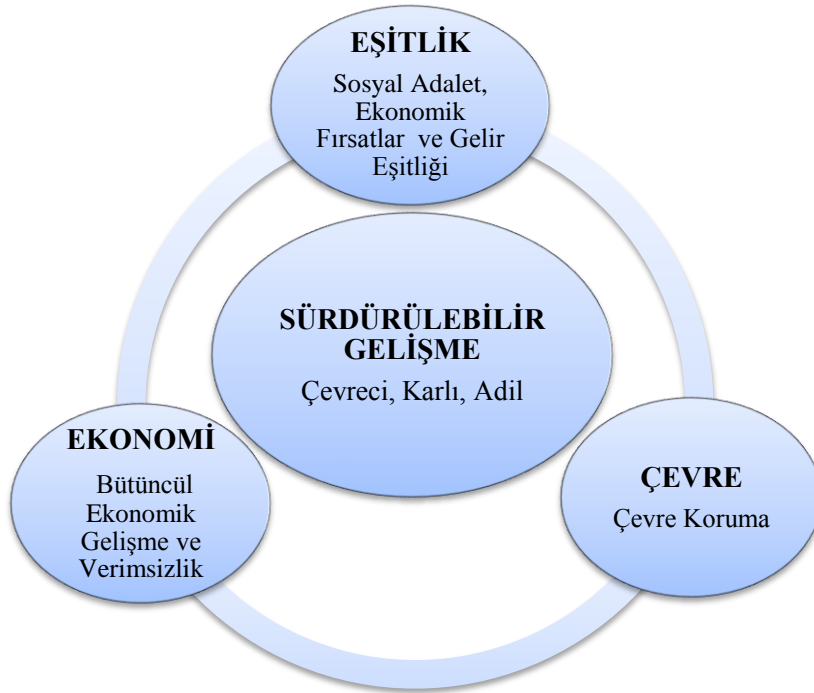 EŞİTLİK
Sosyal Adalet,
Ekonomik
Fırsatlar ve Gelir
Eşitliği
SÜRDÜRÜLEBİLİR
GELİŞME
Çevreci, Karlı, Adil
EKONOMİ
Bütüncül
Ekonomik
Gelişme ve
Verimsizlik
ÇEVRE
Çevre Koruma